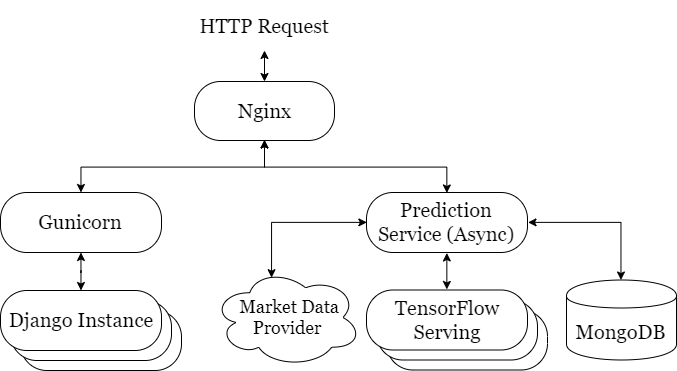 HTTP Request
Nginx
Gunicorn
Prediction
Service (Async)
Django Instance
Market Data
Provider
TensorFlow
Serving
MongoDB